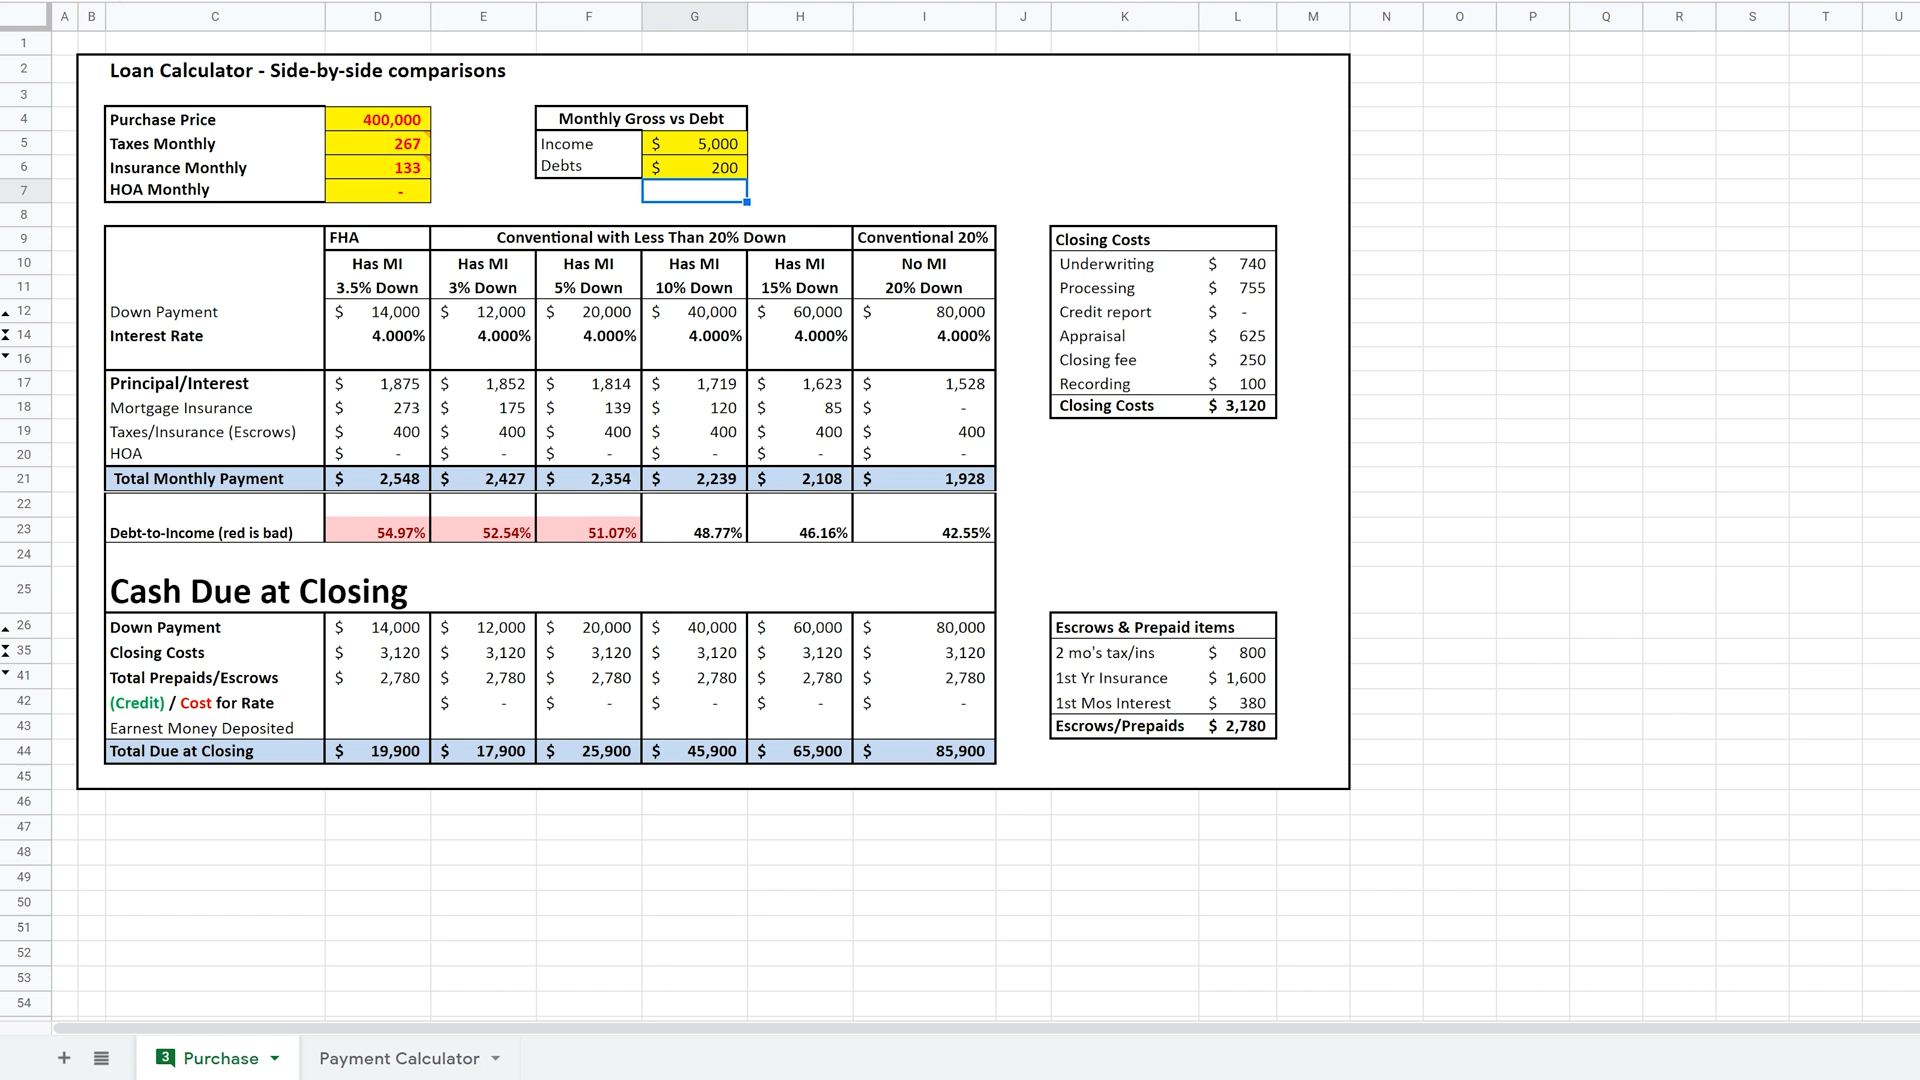 A B C D E F G H I J K L M N O P Q R S T U
1
2 Loan Calculator - Side-by-side comparisons
3
4 Purchase Price 400,000 Monthly Gross vs Debt
5 Taxes Monthly 267 Income $ 5,000
6 Insurance Monthly 133 Debts $ 200
7 HOA Monthly -
8
9 FHA Conventional with Less Than 20% Down Conventional 20% Closing Costs
10 Has MI Has MI Has MI Has MI Has MI No MI Underwriting $ 740
11 3.5% Down 3% Down 5% Down 10% Down 15% Down 20% Down Processing $ 755
12 Down Payment $ 14,000 $ 12,000 $ 20,000 $ 40,000 $ 60,000 $ 80,000 Credit report $ -
14 Interest Rate 4.000% 4.000% 4.000% 4.000% 4.000% 4.000% Appraisal $ 625
16 Closing fee $ 250
17 Principal/Interest $ 1,875 $ 1,852 $ 1,814 $ 1,719 $ 1,623 $ 1,528 Recording $ 100
18 Mortgage Insurance $ 273 $ 175 $ 139 $ 120 $ 85 $ - Closing Costs $ 3,120
19 Taxes/Insurance (Escrows) $ 400 $ 400 $ 400 $ 400 $ 400 $ 400
20 HOA $ - $ - $ - $ - $ - $ -
21 Total Monthly Payment $ 2,548 $ 2,427 $ 2,354 $ 2,239 $ 2,108 $ 1,928
22
23 Debt-to-Income (red is bad) 54.97% 52.54% 51.07% 48.77% 46.16% 42.55%
24
25 Cash Due at Closing
26 Down Payment $ 14,000 $ 12,000 $ 20,000 $ 40,000 $ 60,000 $ 80,000 Escrows & Prepaid items
35 Closing Costs $ 3,120 $ 3,120 $ 3,120 $ 3,120 $ 3,120 $ 3,120 2 mo's tax/ins $ 800
41 Total Prepaids/Escrows $ 2,780 $ 2,780 $ 2,780 $ 2,780 $ 2,780 $ 2,780 1st Yr Insurance $ 1,600
42 (Credit) / Cost for Rate $ - $ - $ - $ - $ - 1st Mos Interest $ 380
43 Earnest Money Deposited Escrows/Prepaids $ 2,780
44 Total Due at Closing $ 19,900 $ 17,900 $ 25,900 $ 45,900 $ 65,900 $ 85,900
45
46
47
48
49
50
51
52
53
54
3 Purchase Payment Calculator